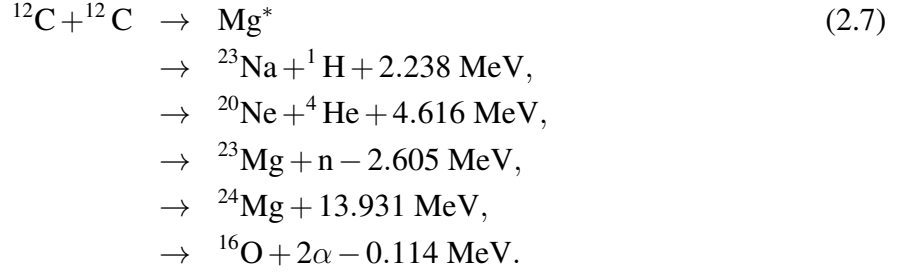 ¹²C+¹²C → Mg* (2.7)
→ ²³Na+¹H+2.238 MeV,
→ ²⁰Ne+⁴He+4.616 MeV,
→ ²³Mg+n−2.605 MeV,
→ ²⁴Mg+13.931 MeV,
→ ¹⁶O+2α−0.114 MeV.